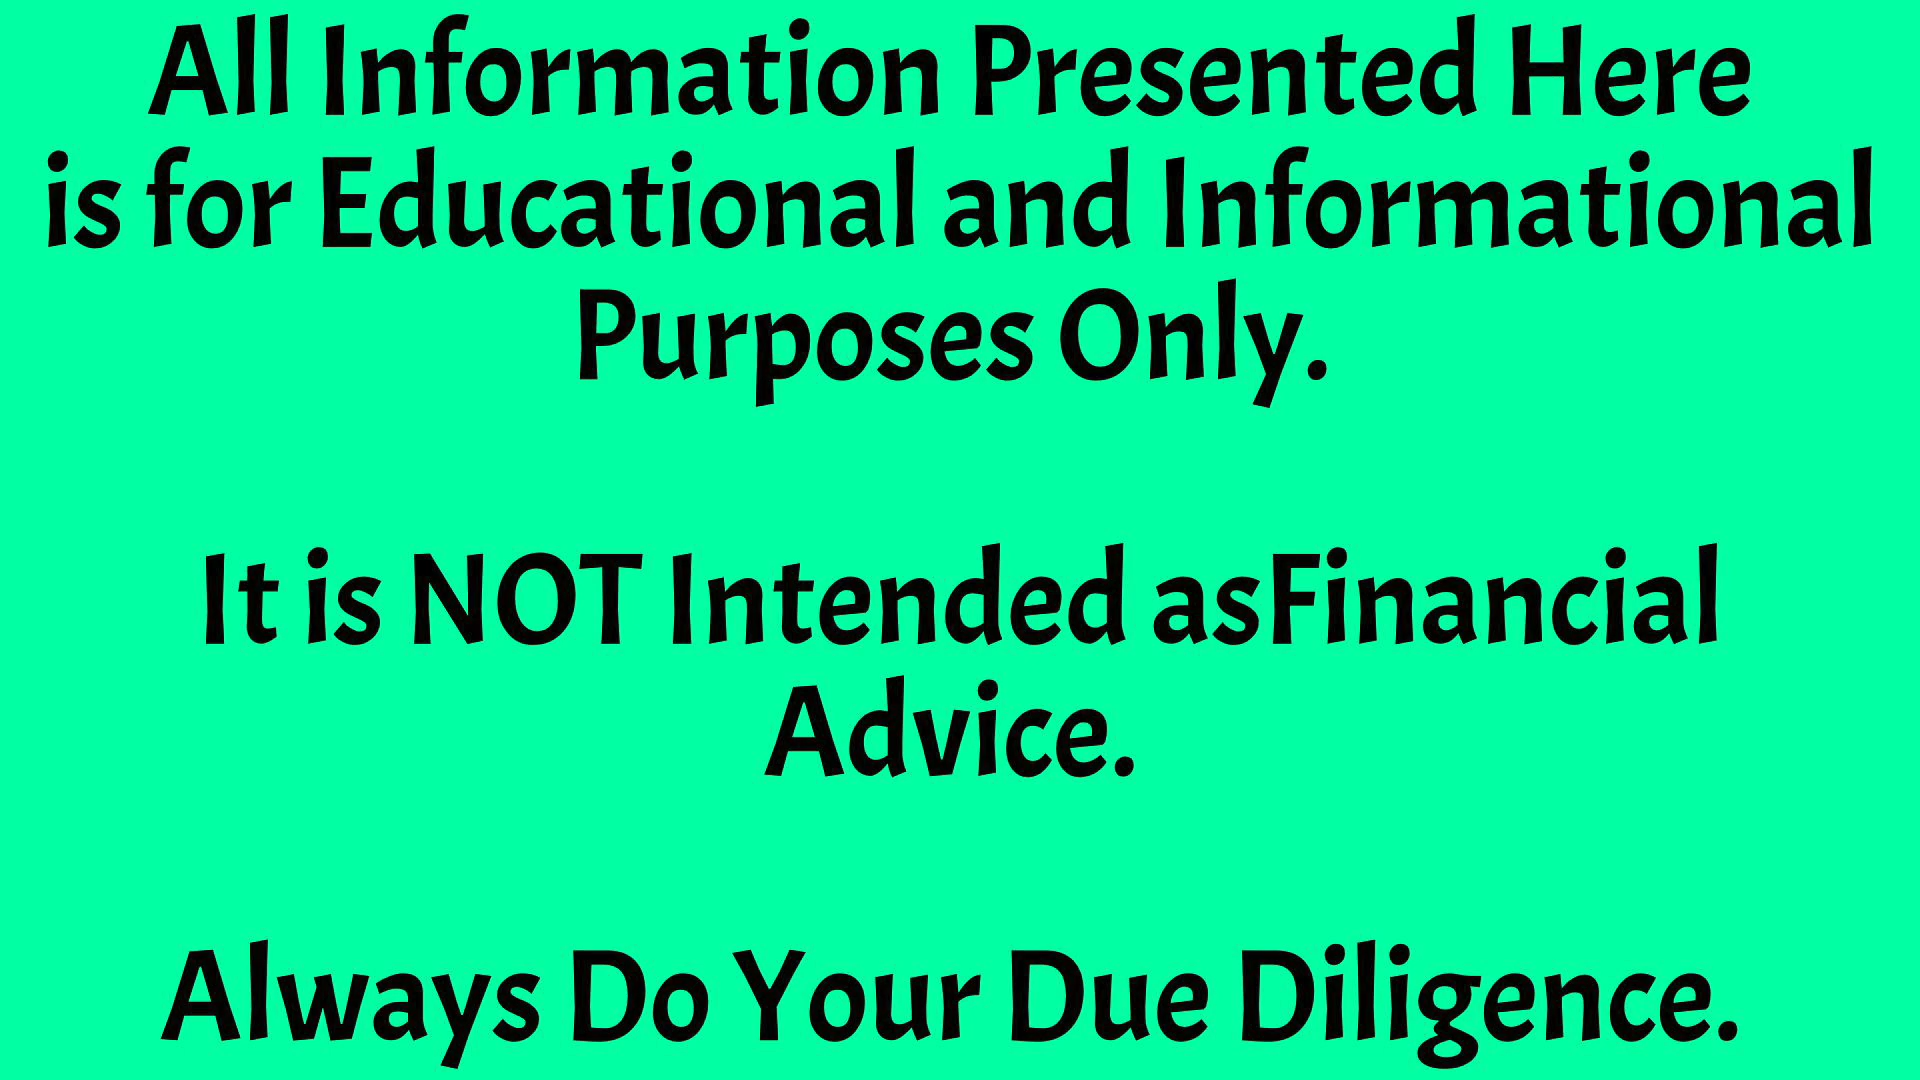 All Information Presented Here
is for Educational and Informational
Purposes Only.
It is NOT Intended asFinancial
Advice.
Always Do Your Due Diligence.